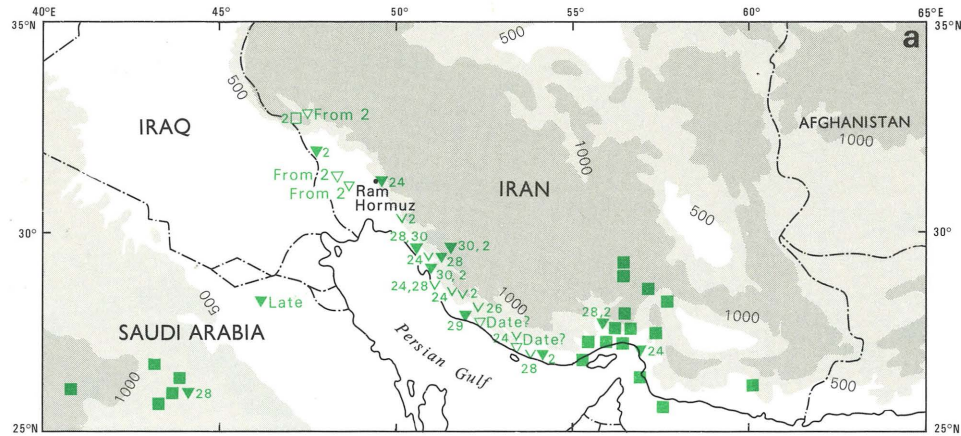 40°E 45° 50° 55° 60° 65°E
35°N 35°N
a
500
500
2 From 2
IRAQ
AFGHANISTAN
1000
1000
2
From 2
From 2
24
Ram
Hormuz
IRAN
500
2
30° 30°
28,30
30,2
24
28
30,2
24,28
24
2
1000
26
28,2
500
Late
29
Date?
1000
SAUDI ARABIA
24
Date?
24
Persian Gulf
28
2
500
1000
28
25°N 25°N